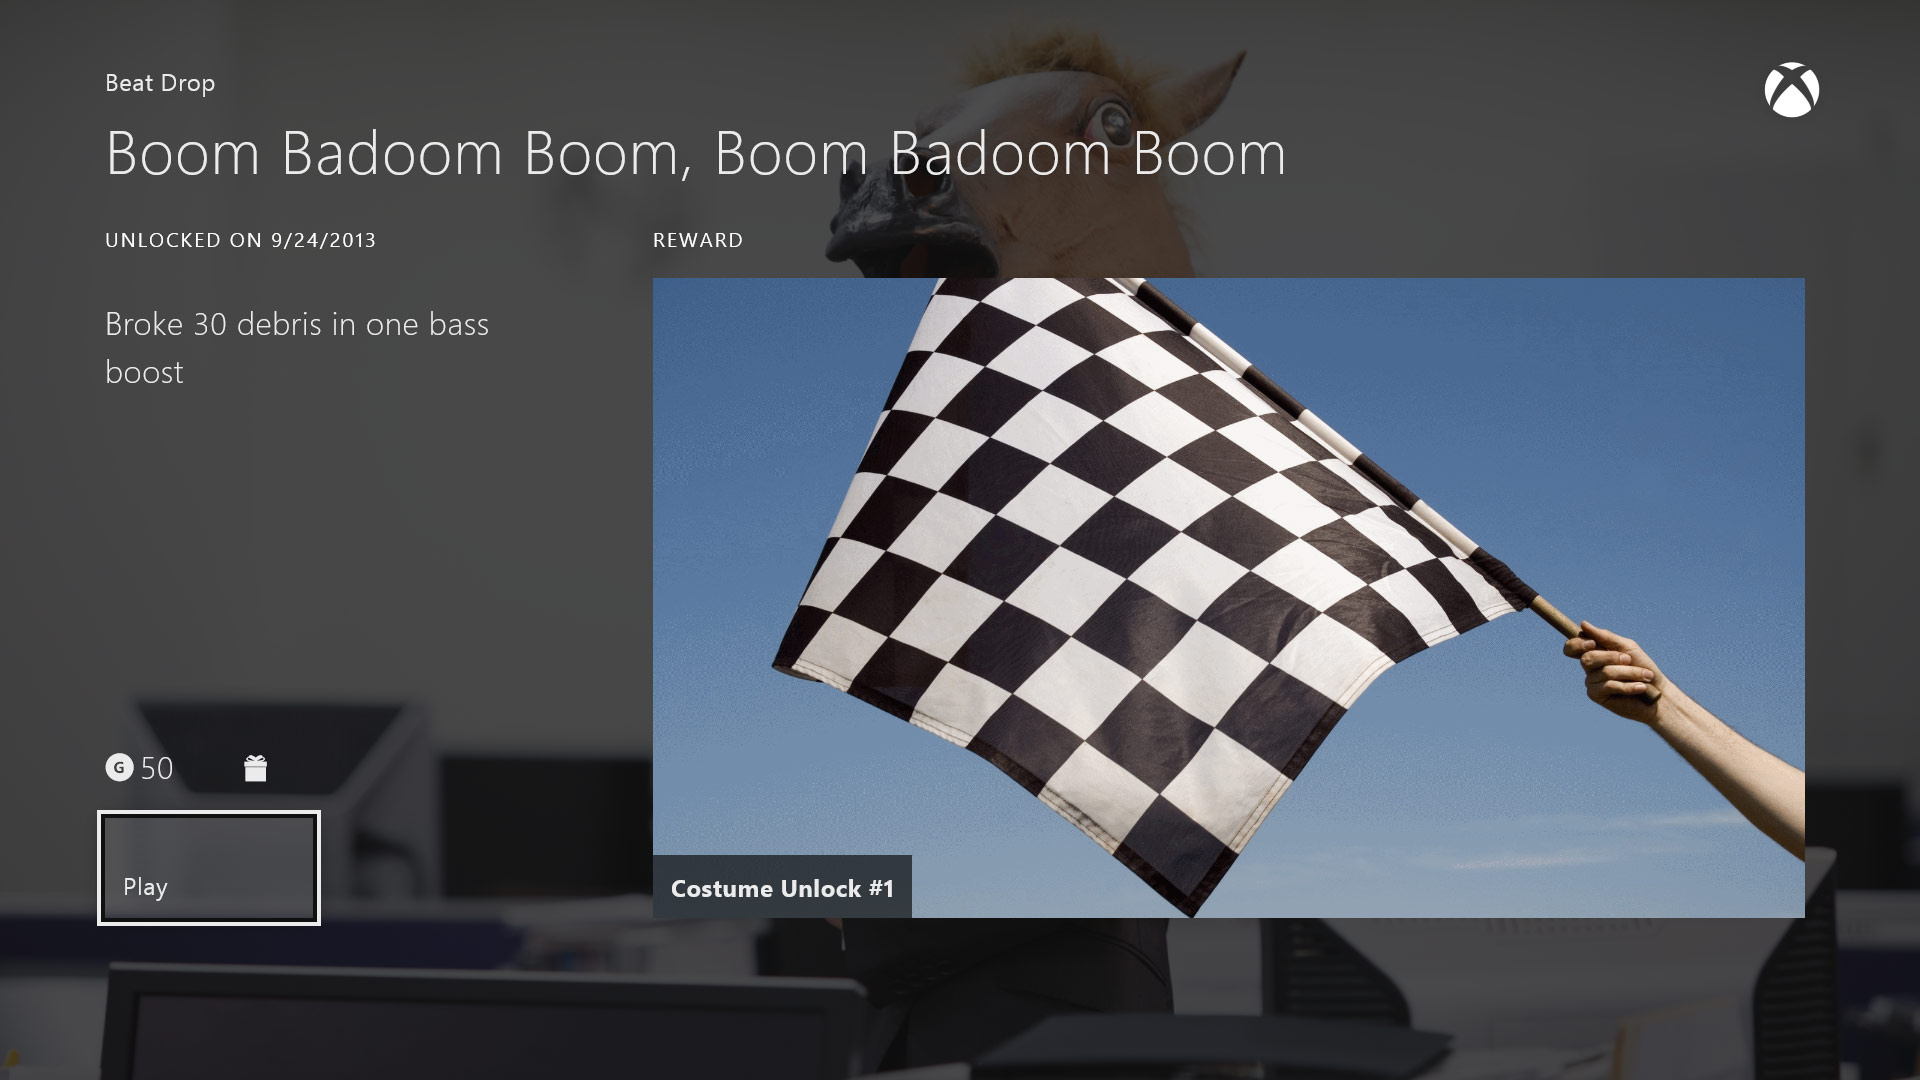 Beat Drop
Boom Badoom Boom, Boom Badoom Boom
UNLOCKED ON 9/24/2013
REWARD
Broke 30 debris in one bass
boost
G 50
Play
Costume Unlock #1